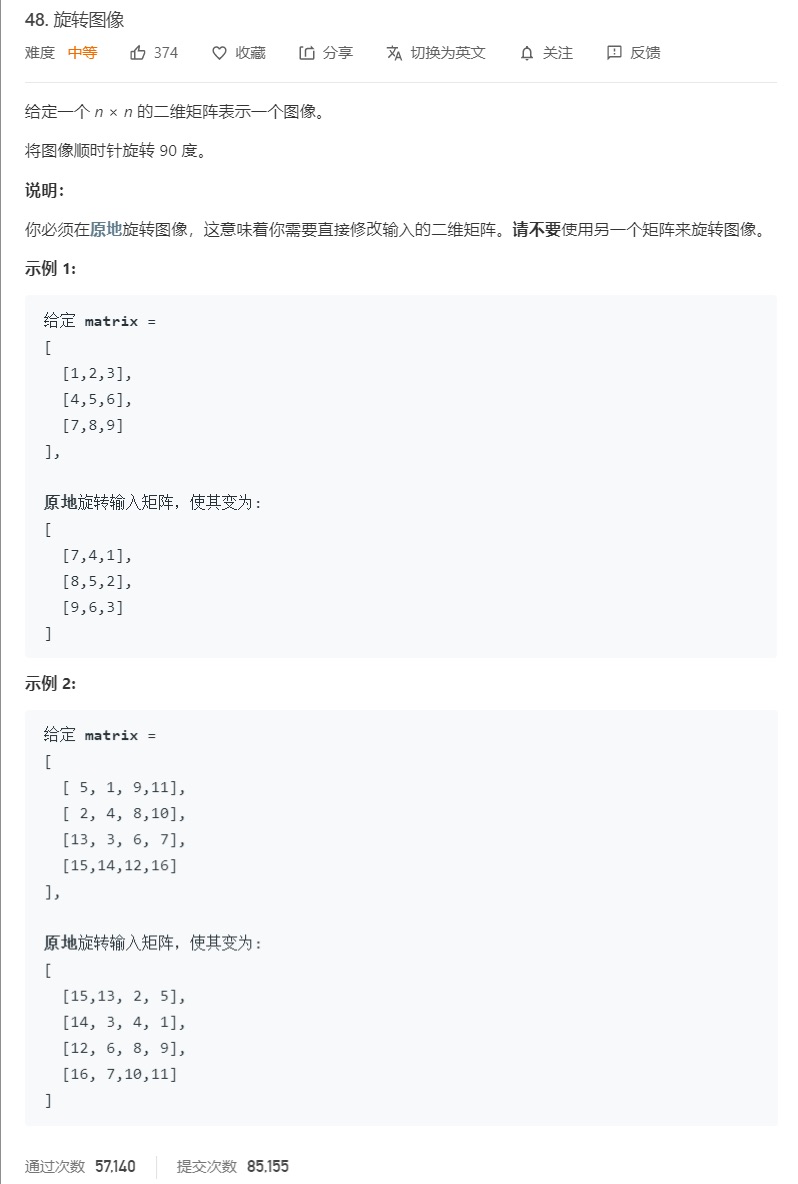 48. 旋转图像
难度 中等 374 收藏 分享 切换为英文 关注 反馈
给定一个 n × n 的二维矩阵表示一个图像。
将图像顺时针旋转 90 度。
说明：
你必须在原地旋转图像，这意味着你需要直接修改输入的二维矩阵。请不要使用另一个矩阵来旋转图像。
示例 1:
给定 matrix =
[
  [1,2,3],
  [4,5,6],
  [7,8,9]
],
原地旋转输入矩阵，使其变为:
[
  [7,4,1],
  [8,5,2],
  [9,6,3]
]
示例 2:
给定 matrix =
[
  [ 5, 1, 9,11],
  [ 2, 4, 8,10],
  [13, 3, 6, 7],
  [15,14,12,16]
],
原地旋转输入矩阵，使其变为:
[
  [15,13, 2, 5],
  [14, 3, 4, 1],
  [12, 6, 8, 9],
  [16, 7,10,11]
]
通过次数 57,140 提交次数 85,155